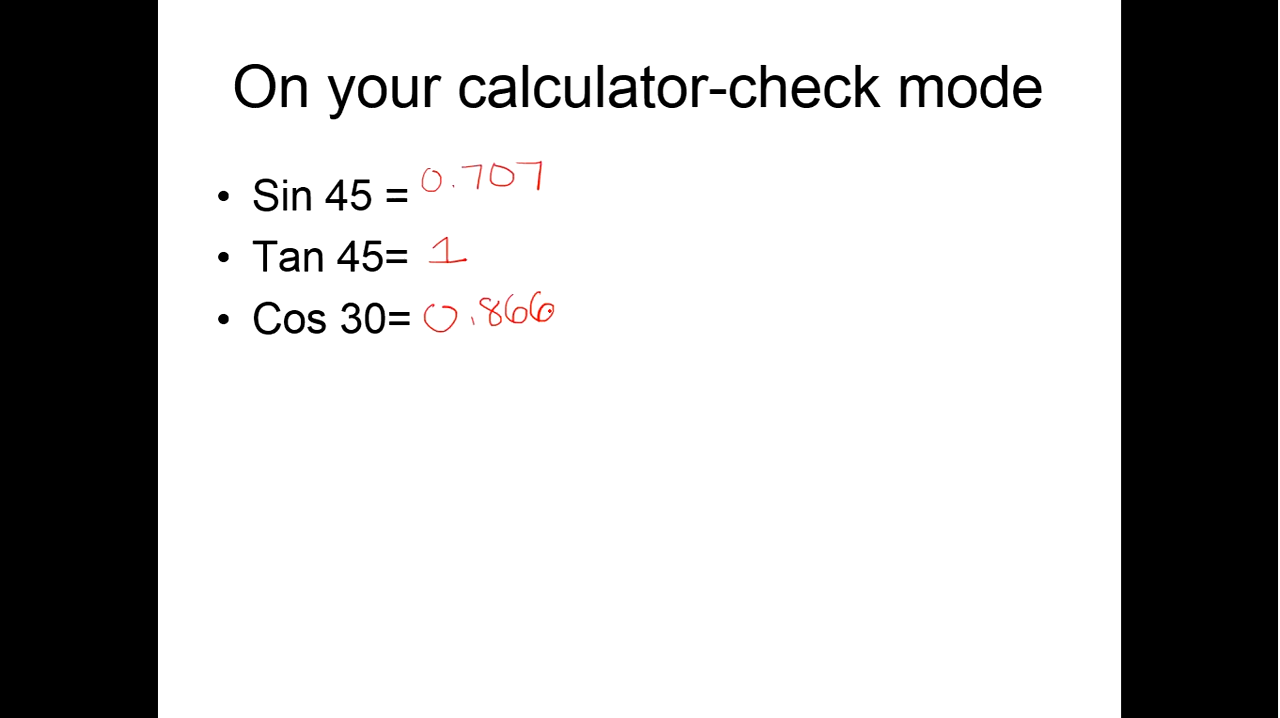 On your calculator-check mode
• Sin 45 = 0.707
• Tan 45= 1
• Cos 30= 0.866